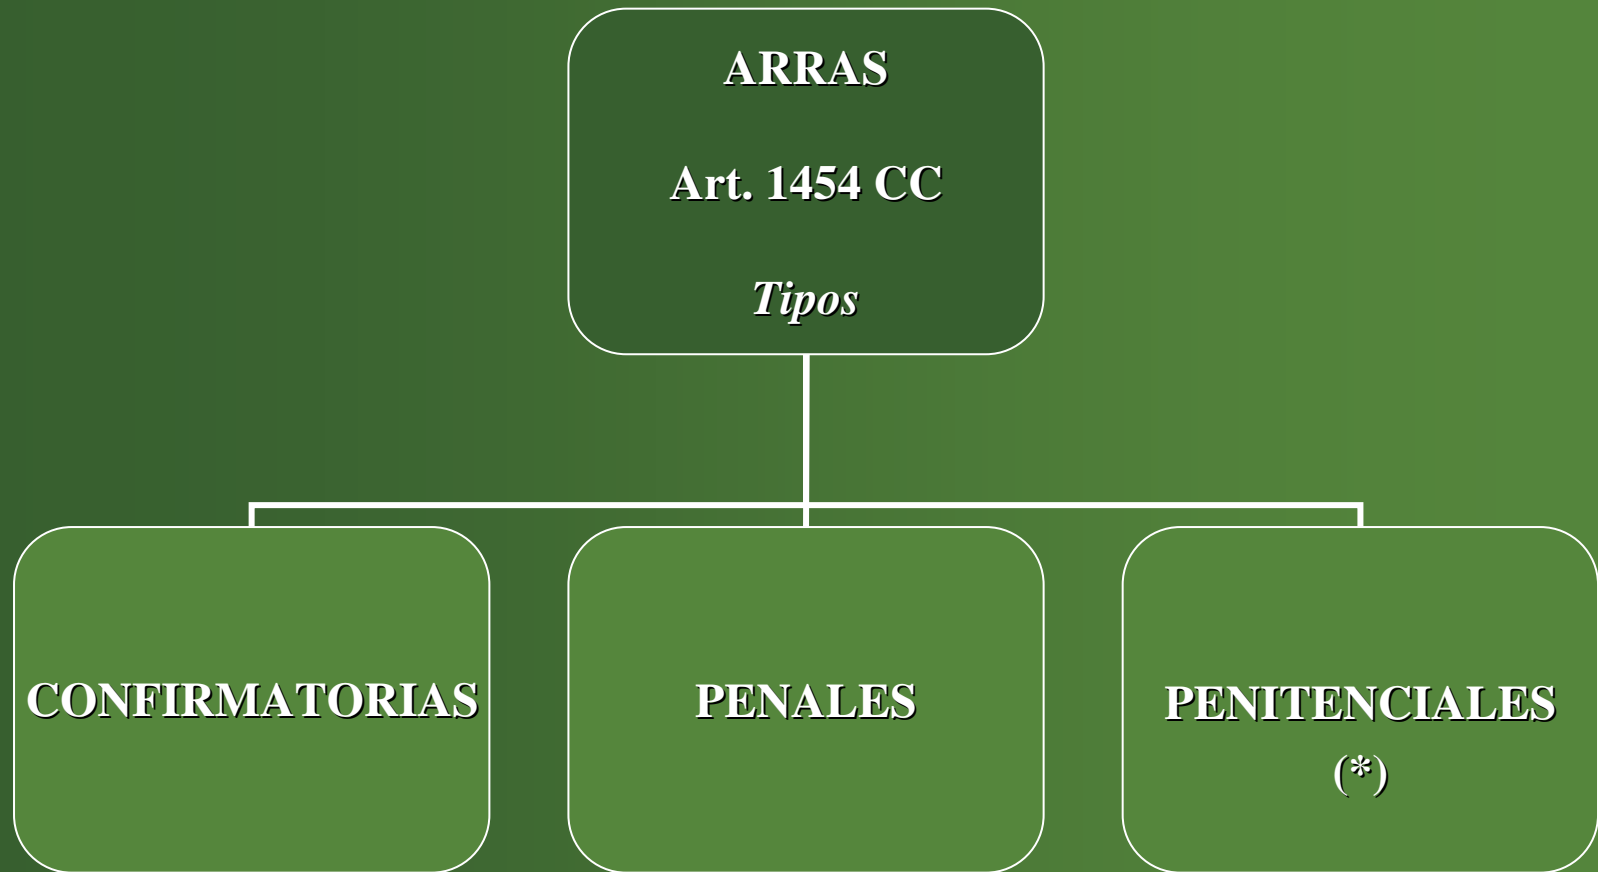 ARRAS
Art. 1454 CC
Tipos
CONFIRMATORIAS
PENALES
PENITENCIALES
(*)